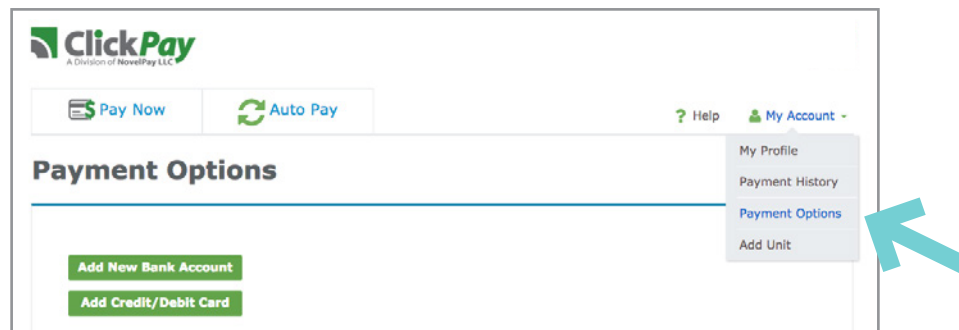 ClickPay
A Division of NovelPay LLC
Pay Now
Auto Pay
? Help
My Account
My Profile
Payment History
Payment Options
Add Unit
Payment Options
Add New Bank Account
Add Credit/Debit Card